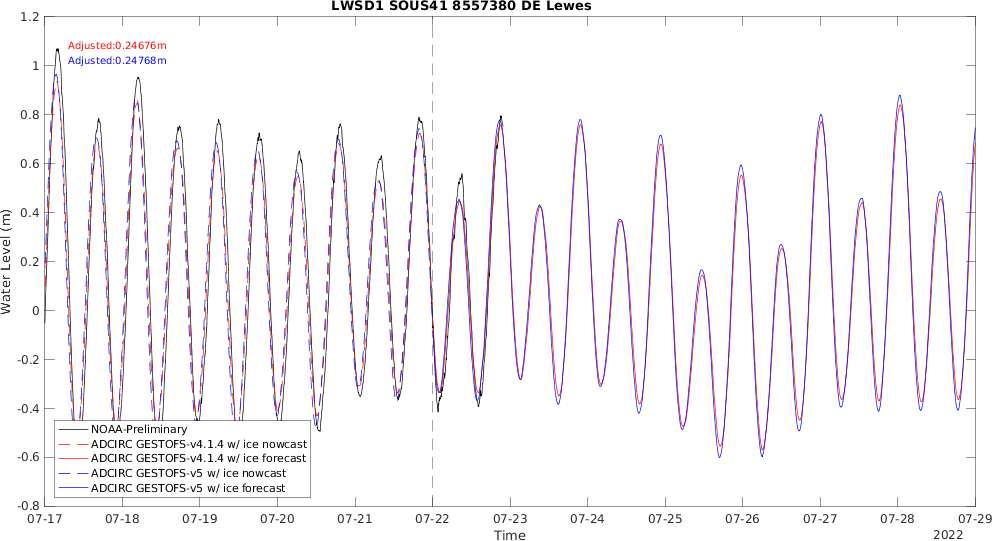 LWSD1 SOUS41 8557380 DE Lewes
Adjusted:0.24676m
Adjusted:0.24768m
Water Level (m)
1.2
1
0.8
0.6
0.4
0.2
0
-0.2
-0.4
-0.6
-0.8
NOAA-Preliminary
ADCIRC GESTOFS-v4.1.4 w/ ice nowcast
ADCIRC GESTOFS-v4.1.4 w/ ice forecast
ADCIRC GESTOFS-v5 w/ ice nowcast
ADCIRC GESTOFS-v5 w/ ice forecast
07-17 07-18 07-19 07-20 07-21 07-22 07-23 07-24 07-25 07-26 07-27 07-28 07-29
Time
2022